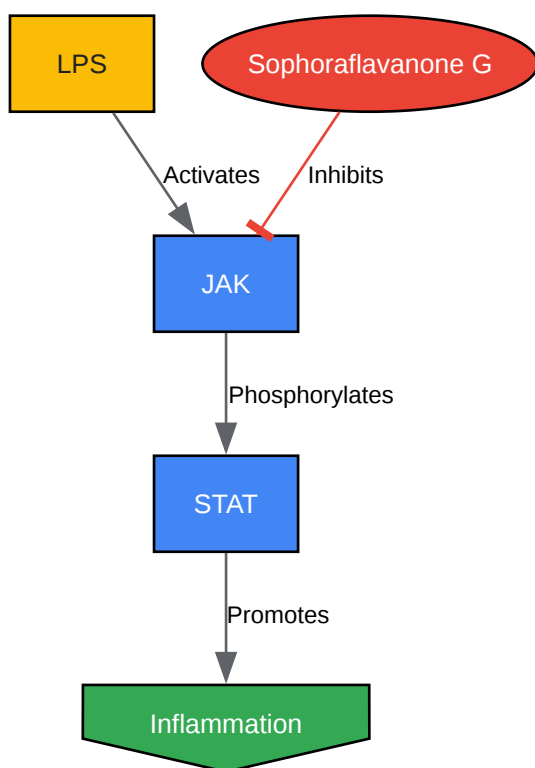 LPS
Sophoraflavanone G
Activates
Inhibits
JAK
Phosphorylates
STAT
Promotes
Inflammation